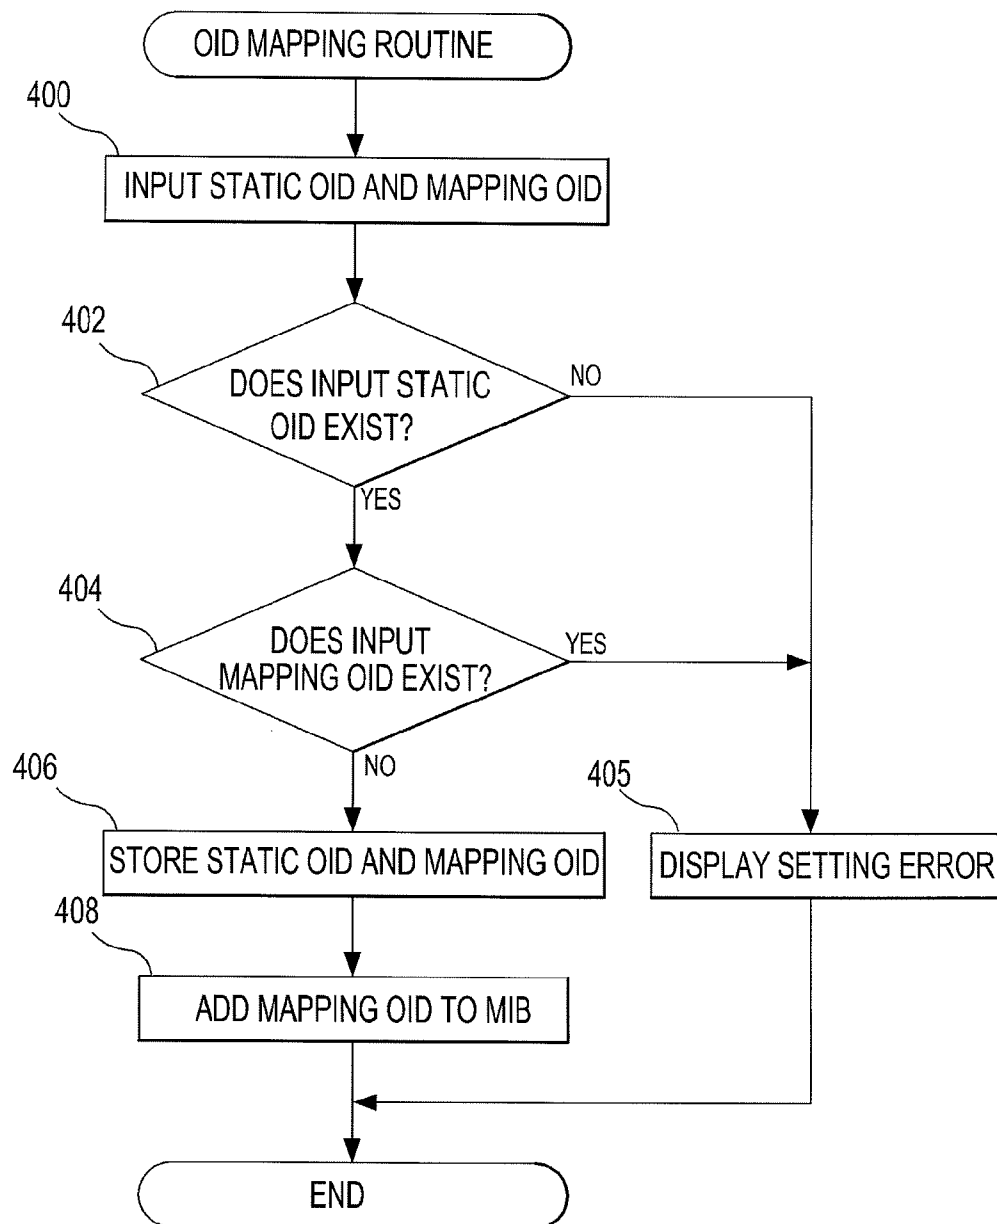 OID MAPPING ROUTINE
400
INPUT STATIC OID AND MAPPING OID
402
DOES INPUT STATIC
OID EXIST?
NO
YES
404
DOES INPUT
MAPPING OID EXIST?
YES
NO
406
STORE STATIC OID AND MAPPING OID
405
DISPLAY SETTING ERROR
408
ADD MAPPING OID TO MIB
END